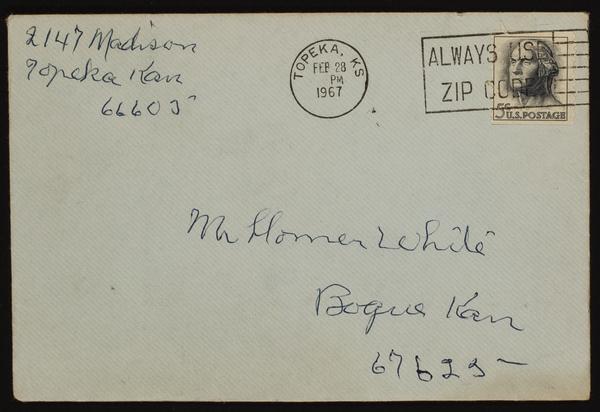 2147 Madison
Topeka Kan
66605
TOPEKA, KS
FEB 28
PM
1967
ALWAYS USE
ZIP CODE
5¢ U.S. POSTAGE
Mr Homer White
Bogue Kan
67625